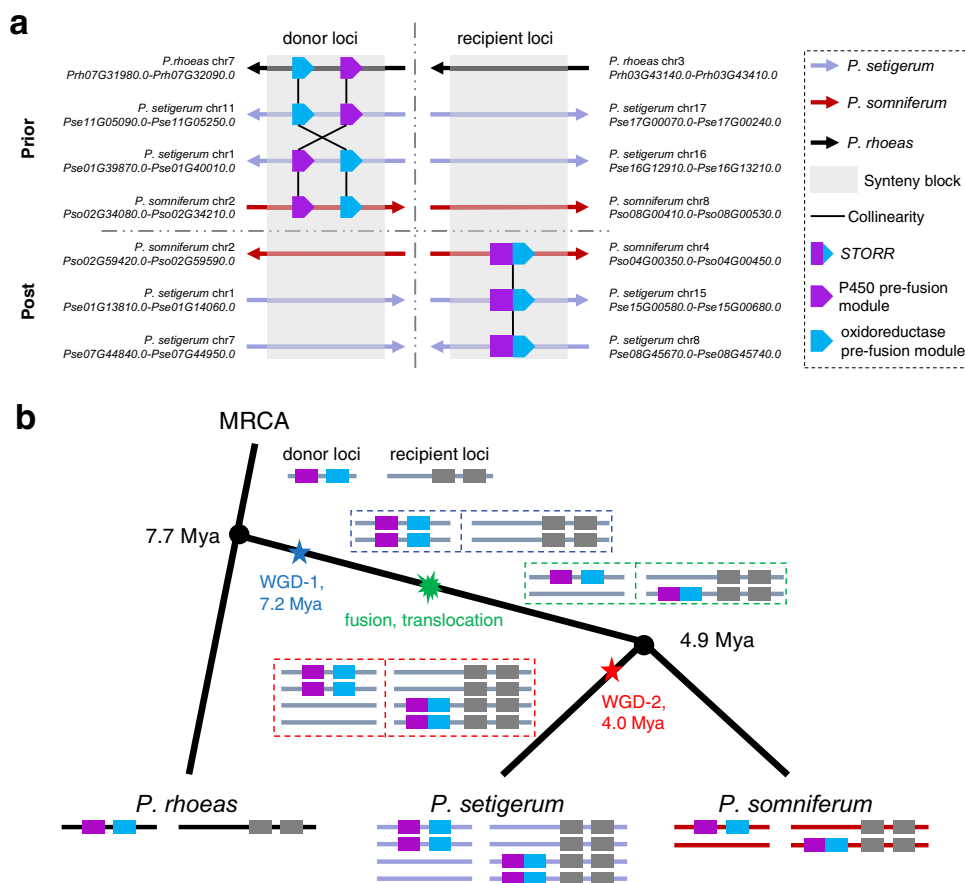 a
donor loci
recipient loci
P.rhoeas chr7
Prh07G31980.0-Prh07G32090.0
P. rhoeas chr3
Prh03G43140.0-Prh03G43410.0
P. setigerum chr11
Pse11G05090.0-Pse11G05250.0
P. setigerum chr17
Pse17G00070.0-Pse17G00240.0
Prior
P. setigerum chr1
Pse01G39870.0-Pse01G40010.0
P. setigerum chr16
Pse16G12910.0-Pse16G13210.0
P. somniferum chr2
Pso02G34080.0-Pso02G34210.0
P. somniferum chr8
Pso08G00410.0-Pso08G00530.0
P. somniferum chr2
Pso02G59420.0-Pso02G59590.0
P. somniferum chr4
Pso04G00350.0-Pso04G00450.0
Post
P. setigerum chr1
Pse01G13810.0-Pse01G14060.0
P. setigerum chr15
Pse15G00580.0-Pse15G00680.0
P. setigerum chr7
Pse07G44840.0-Pse07G44950.0
P. setigerum chr8
Pse08G45670.0-Pse08G45740.0
P. setigerum
P. somniferum
P. rhoeas
Synteny block
Collinearity
STORR
P450 pre-fusion
module
oxidoreductase
pre-fusion module
b
MRCA
donor loci
recipient loci
7.7 Mya
WGD-1,
7.2 Mya
fusion, translocation
4.9 Mya
WGD-2,
4.0 Mya
P. rhoeas
P. setigerum
P. somniferum